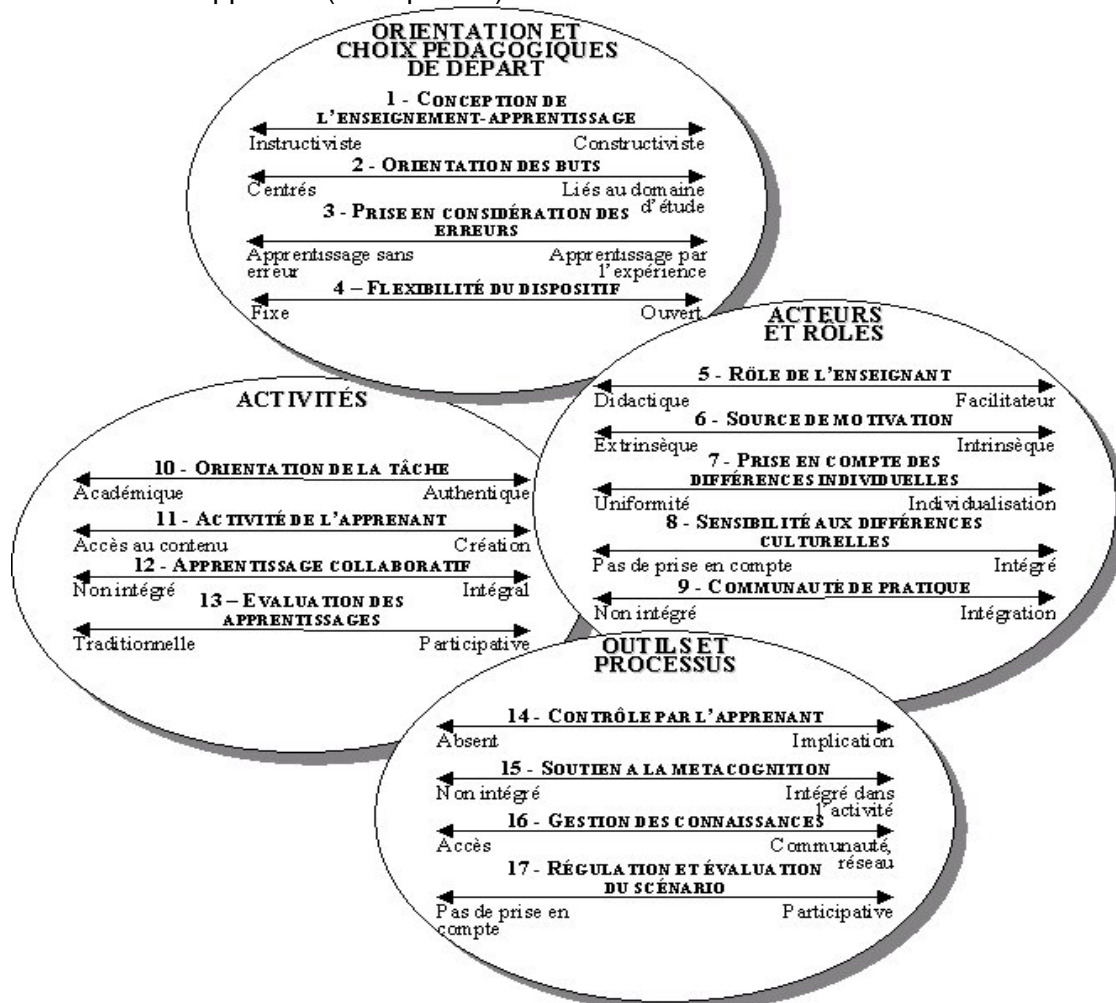 ORIENTATION ET
CHOIX PÉDAGOGIQUES
DE DÉPART
1 - CONCEPTION DE
L'ENSEIGNEMENT-APPRENTISSAGE
Instructiviste Constructiviste
2 - ORIENTATION DES BUTS
Centrés Liés au domaine
d'étude
3 - PRISE EN CONSIDÉRATION DES
ERREURS
Apprentissage sans Apprentissage par
erreur l'expérience
4 – FLEXIBILITÉ DU DISPOSITIF
Fixe Ouvert
ACTEURS
ET RÔLES
5 - RÔLE DE L'ENSEIGNANT
Didactique Facilitateur
6 - SOURCE DE MOTIVATION
Extrinsèque Intrinsèque
7 - PRISE EN COMPTE DES
DIFFÉRENCES INDIVIDUELLES
Uniformité Individualisation
8 - SENSIBILITÉ AUX DIFFÉRENCES
CULTURELLES
Pas de prise en compte Intégré
9 - COMMUNAUTÉ DE PRATIQUE
Non intégré Intégration
ACTIVITÉS
10 - ORIENTATION DE LA TÂCHE
Académique Authentique
11 - ACTIVITÉ DE L'APPRENANT
Accès au contenu Création
12 - APPRENTISSAGE COLLABORATIF
Non intégré Intégral
13 – EVALUATION DES
APPRENTISSAGES
Traditionnelle Participative
OUTILS ET
PROCESSUS
14 - CONTRÔLE PAR L'APPRENANT
Absent Implication
15 - SOUTIEN A LA METACOGNITION
Non intégré Intégré dans
l'activité
16 - GESTION DES CONNAISSANCES
Accès Communauté,
réseau
17 - RÉGULATION ET ÉVALUATION
DU SCÉNARIO
Pas de prise en Participative
compte